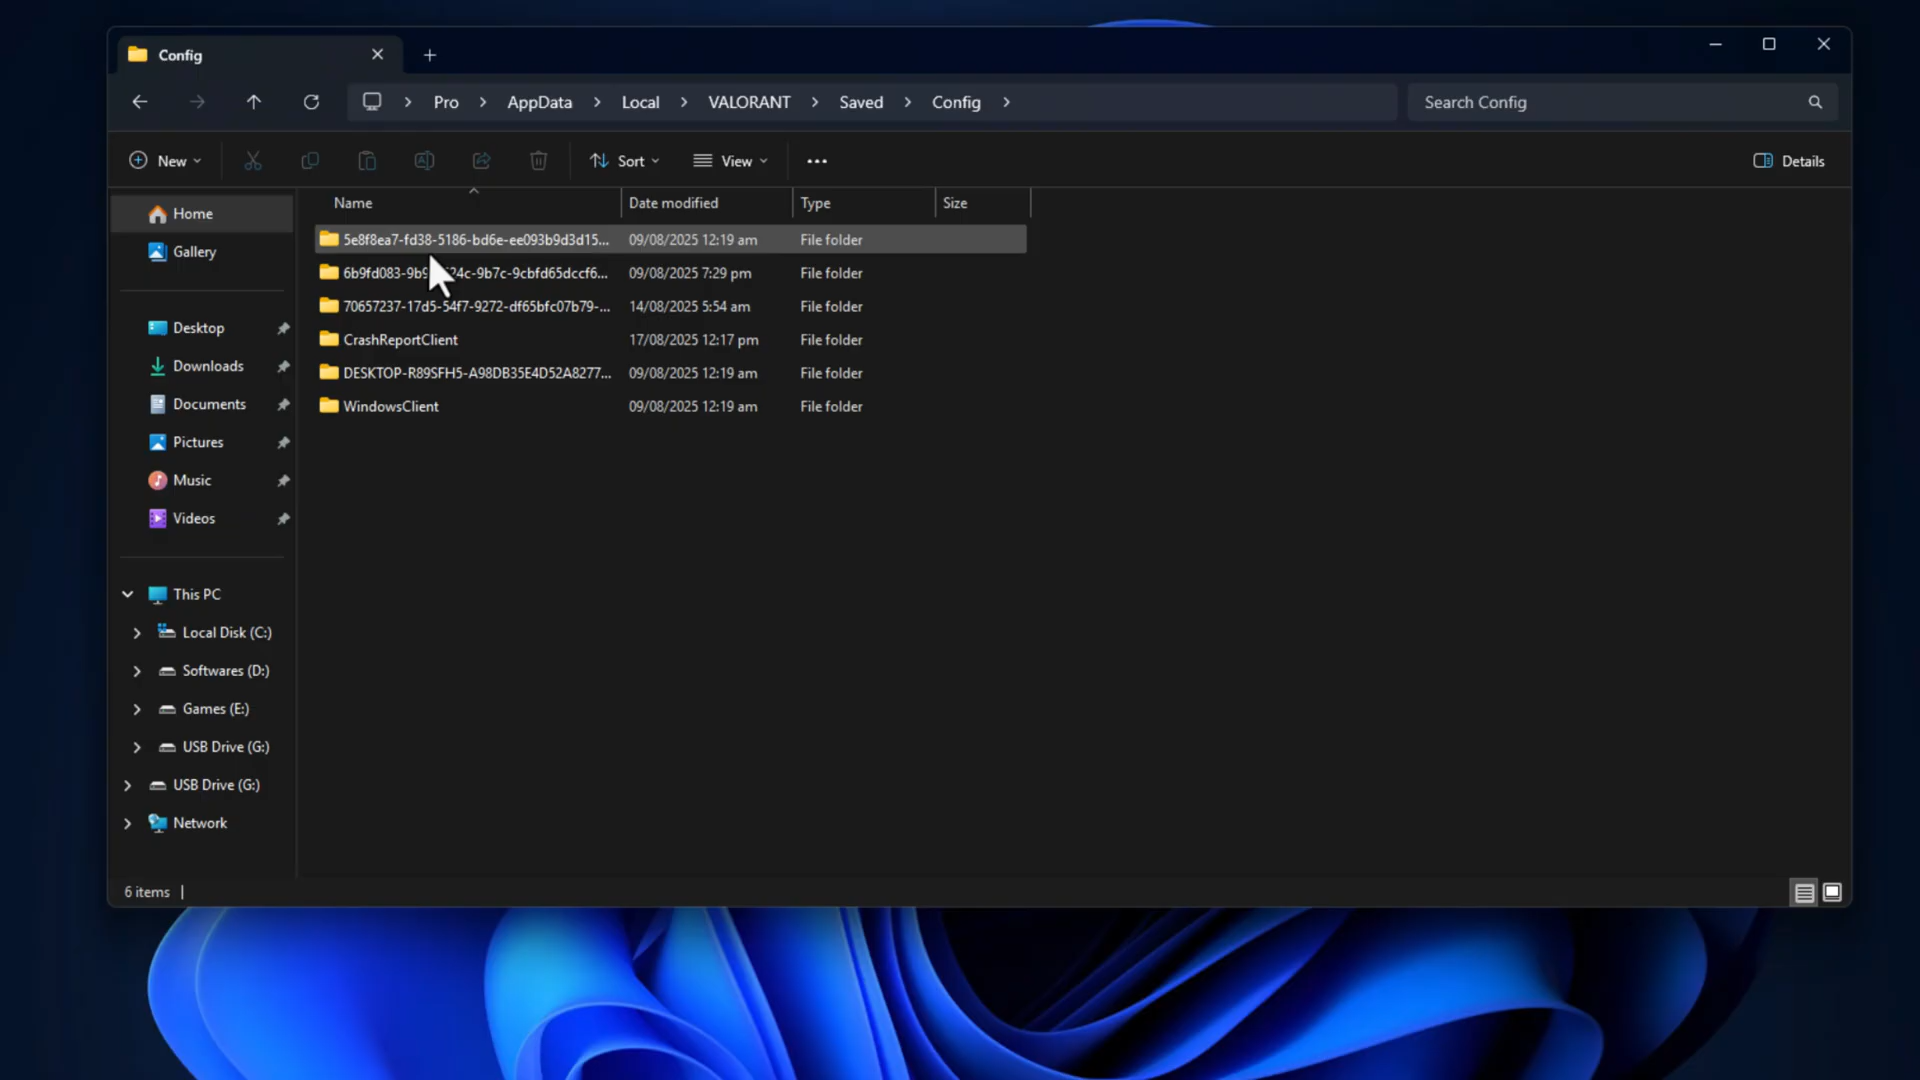 Config
Pro > AppData > Local > VALORANT > Saved > Config >
Search Config
New
Sort
View
Details
Name
Date modified
Type
Size
Home
Gallery
Desktop
Downloads
Documents
Pictures
Music
Videos
This PC
Local Disk (C:)
Softwares (D:)
Games (E:)
USB Drive (G:)
USB Drive (G:)
Network
5e8f8ea7-fd38-5186-bd6e-ee093b9d3d15... 09/08/2025 12:19 am File folder
09/08/2025 7:29 pm File folder
70657237-17d5-54f7-9272-df65bfc07b79-... 14/08/2025 5:54 am File folder
CrashReportClient 17/08/2025 12:17 pm File folder
DESKTOP-R89SFH5-A98DB35E4D52A8277... 09/08/2025 12:19 am File folder
WindowsClient 09/08/2025 12:19 am File folder
6 items